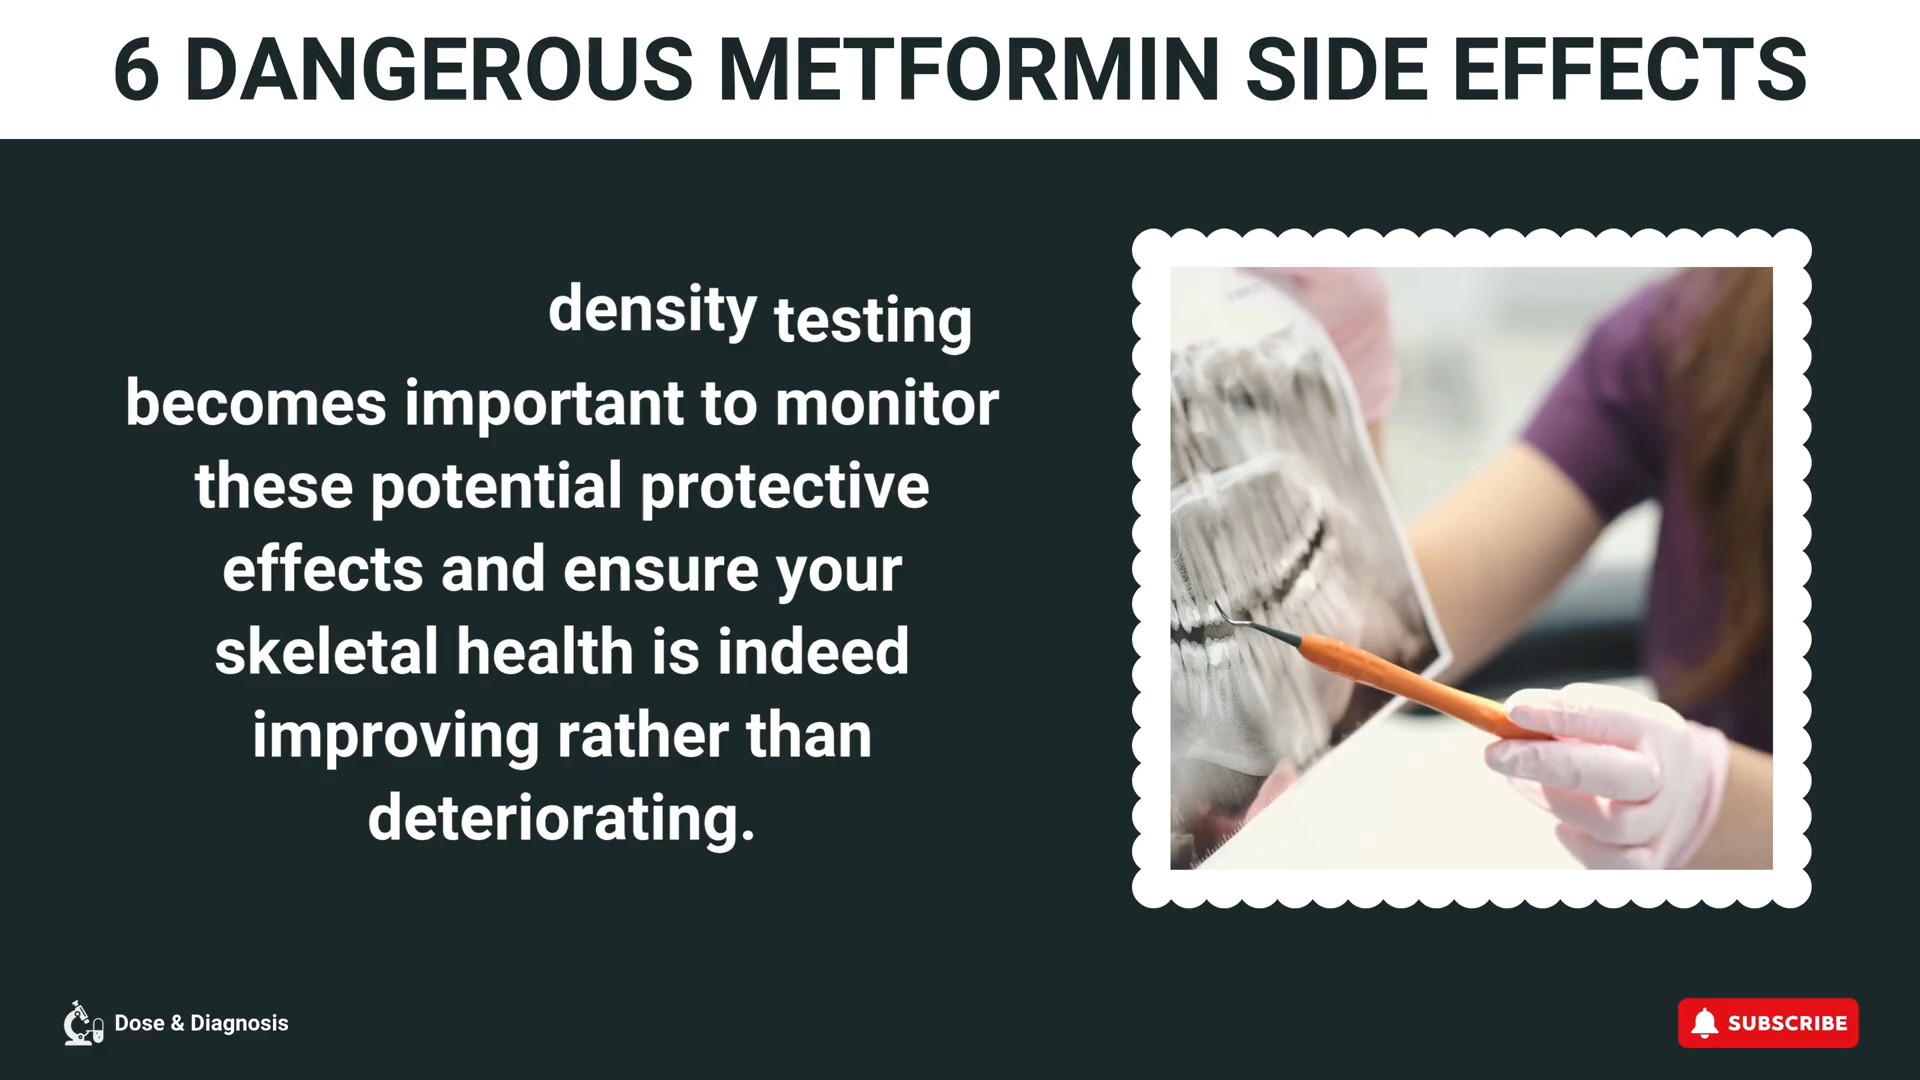 6 DANGEROUS METFORMIN SIDE EFFECTS
density testing
becomes important to monitor
these potential protective
effects and ensure your
skeletal health is indeed
improving rather than
deteriorating.
Dose & Diagnosis
SUBSCRIBE